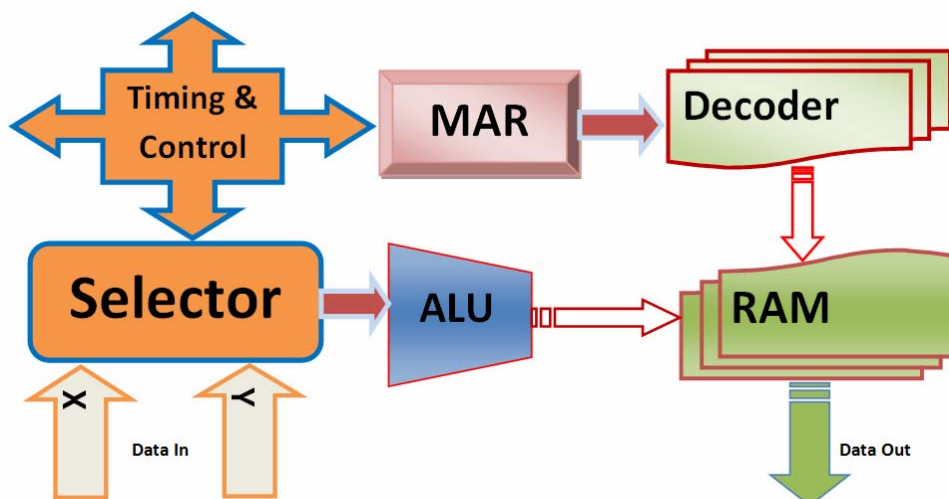 Timing &
Control
MAR
Decoder
Selector
ALU
RAM
X
Y
Data In
Data Out